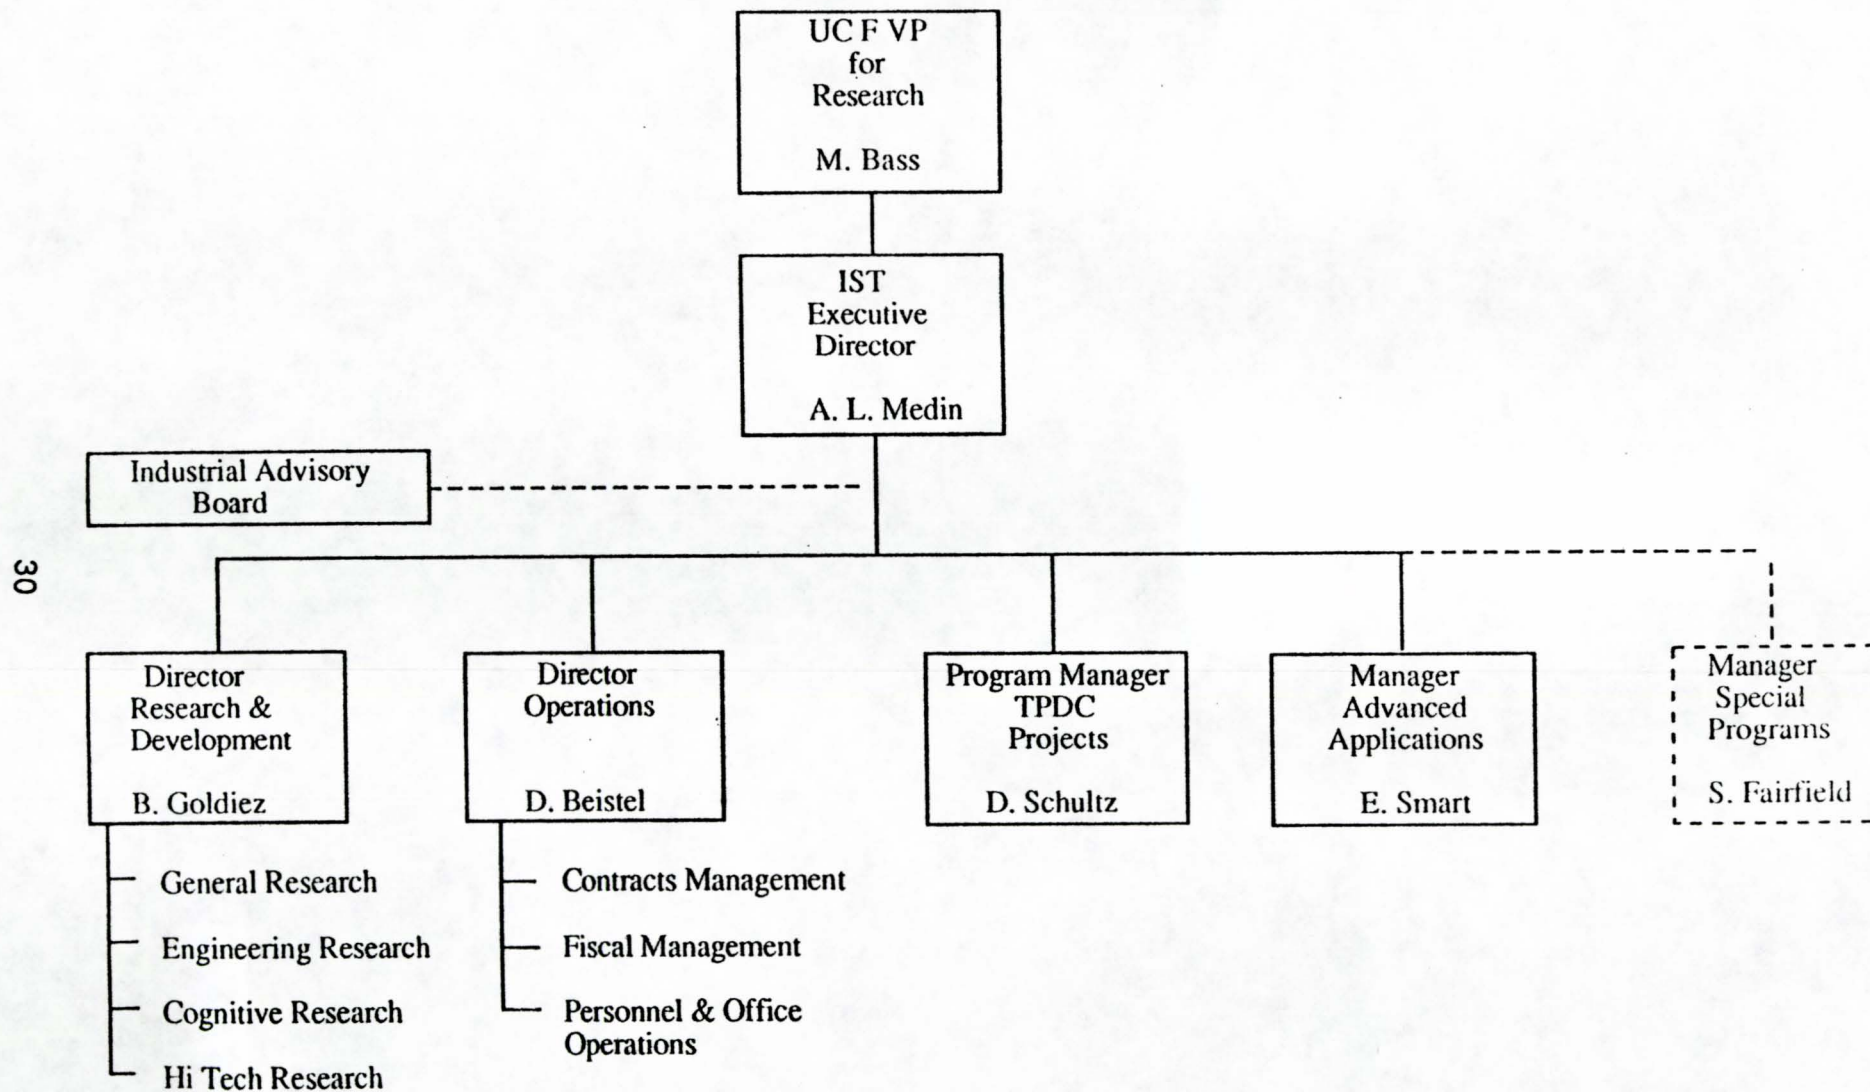 UC F VP
for
Research
M. Bass
IST
Executive
Director
A. L. Medin
Industrial Advisory
Board
30
Director
Research &
Development
B. Goldiez
General Research
Engineering Research
Cognitive Research
Hi Tech Research
Director
Operations
D. Beistel
Contracts Management
Fiscal Management
Personnel & Office
Operations
Program Manager
TPDC
Projects
D. Schultz
Manager
Advanced
Applications
E. Smart
Manager
Special
Programs
S. Fairfield